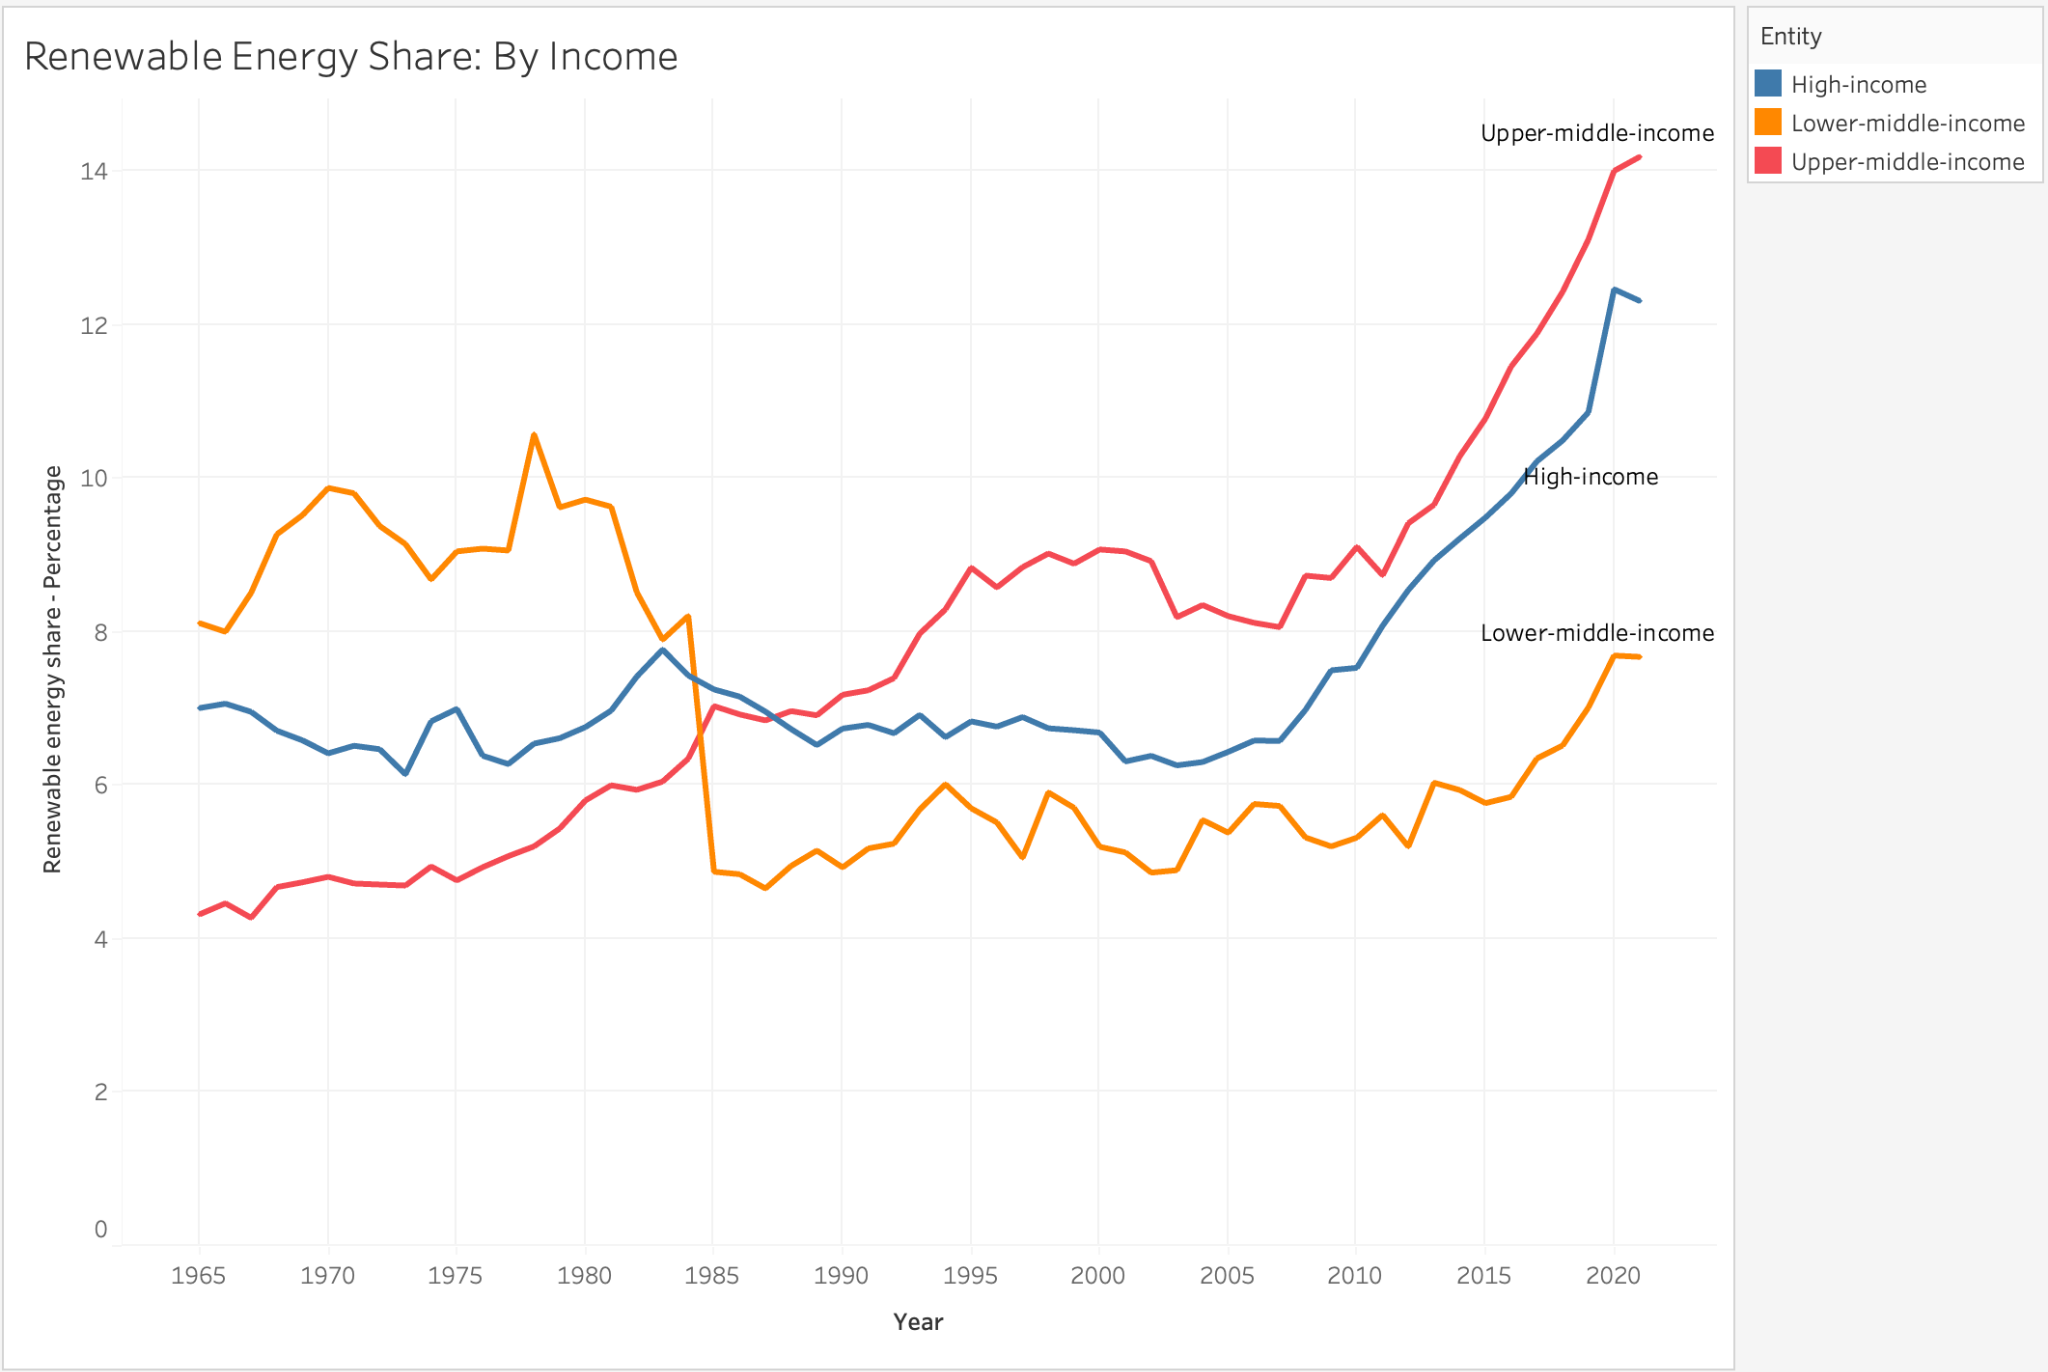 Renewable Energy Share: By Income
Entity
High-income
Lower-middle-income
Upper-middle-income
Upper-middle-income
High-income
Lower-middle-income
Renewable energy share - Percentage
14
12
10
8
6
4
2
0
1965 1970 1975 1980 1985 1990 1995 2000 2005 2010 2015 2020
Year